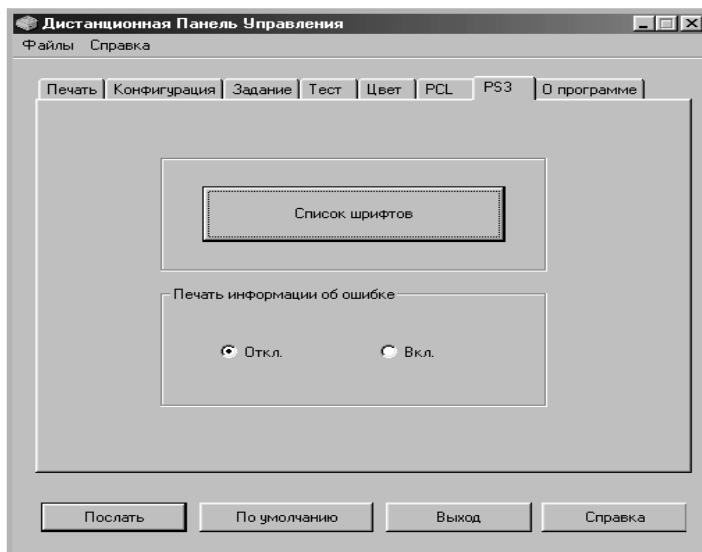 Дистанционная Панель Управления
Файлы Справка
Печать Конфигурация Задание Тест Цвет PCL PS3 О программе
Список шрифтов
Печать информации об ошибке
Откл. Вкл.
Послать По умолчанию Выход Справка